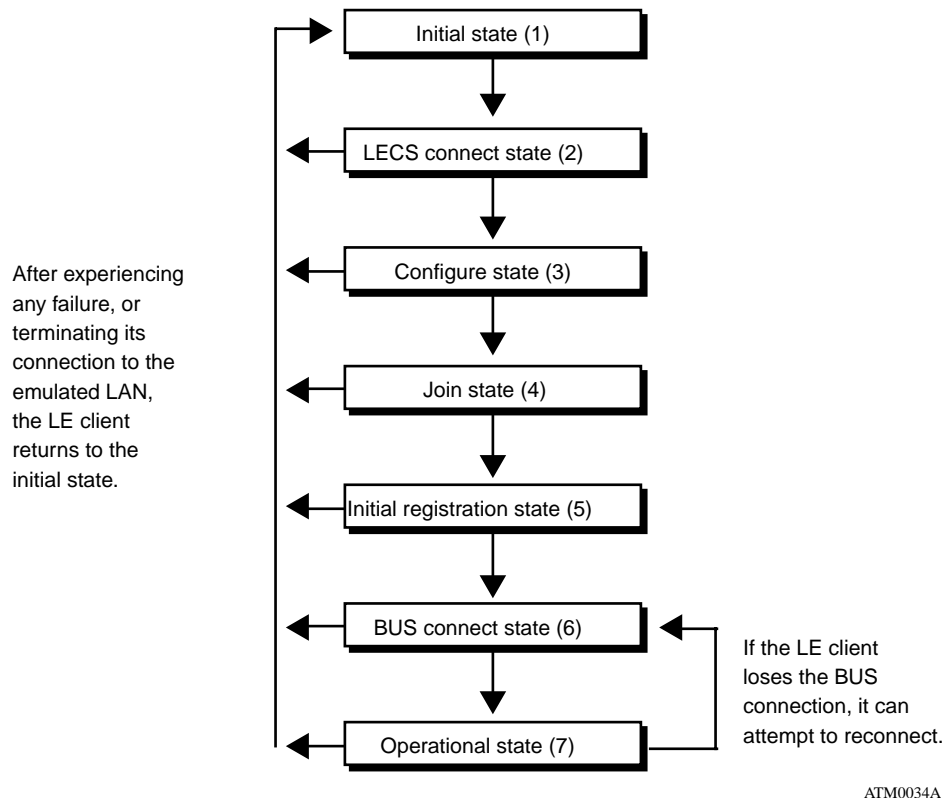 Initial state (1)
LECS connect state (2)
Configure state (3)
Join state (4)
Initial registration state (5)
BUS connect state (6)
Operational state (7)
After experiencing
any failure, or
terminating its
connection to the
emulated LAN,
the LE client
returns to the
initial state.
If the LE client
loses the BUS
connection, it can
attempt to reconnect.
ATM0034A